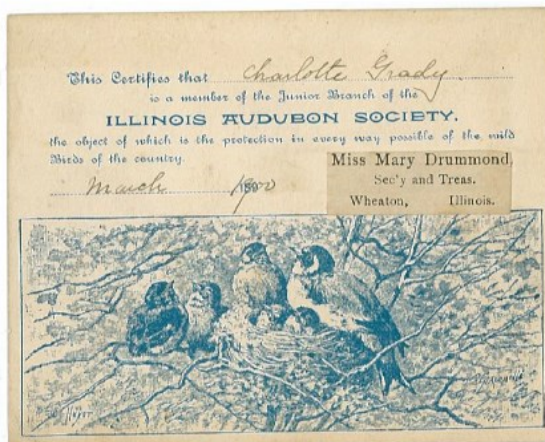 This Certifies that Charlotte Grady.
is a member of the Junior Branch of the
ILLINOIS AUDUBON SOCIETY.
the object of which is the protection in every way possible of the wild
Birds of the country.
March 1900
Miss Mary Drummond,
Sec'y and Treas.
Wheaton, Illinois.